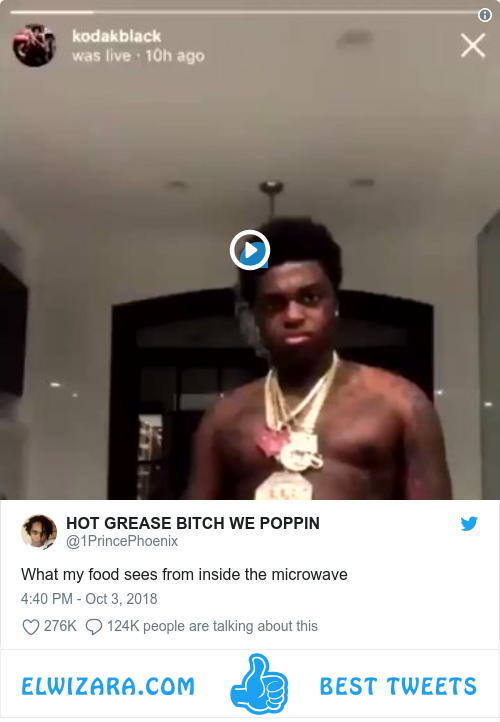 kodakblack
was live · 10h ago
HOT GREASE BITCH WE POPPIN
@1PrincePhoenix
What my food sees from inside the microwave
4:40 PM - Oct 3, 2018
276K 124K people are talking about this
ELWIZARA.COM BEST TWEETS